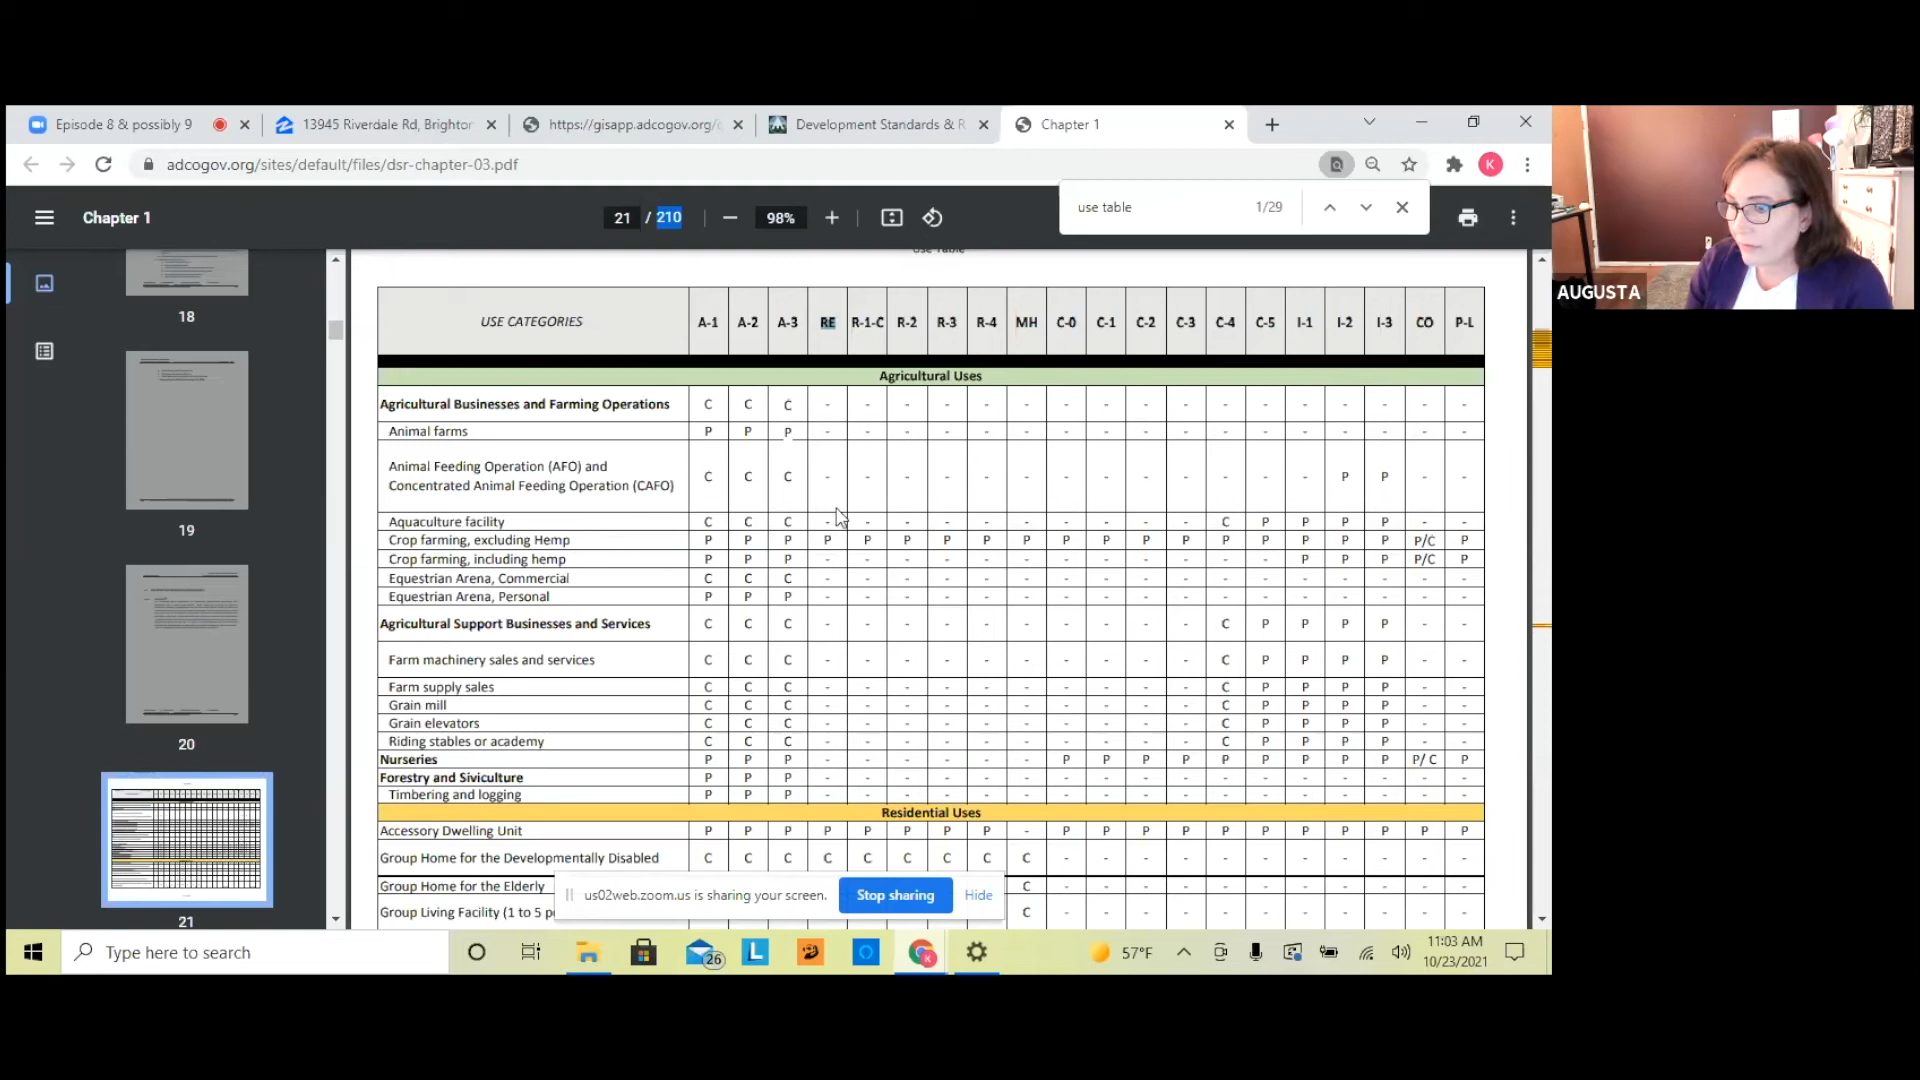 Episode 8 & possibly 9
13945 Riverdale Rd, Brighton
https://gisapp.adcogov.org/
Development Standards & R
Chapter 1
adcogov.org/sites/default/files/dsr-chapter-03.pdf
K
Chapter 1
21 / 210
98%
use table 1/29
AUGUSTA
18
19
20
21
Use Table
USE CATEGORIES A-1 A-2 A-3 RE R-1-C R-2 R-3 R-4 MH C-0 C-1 C-2 C-3 C-4 C-5 I-1 I-2 I-3 CO P-L
Agricultural Uses
Agricultural Businesses and Farming Operations C C C - - - - - - - - - - - - - - - - -
Animal farms P P P - - - - - - - - - - - - - - - - -
Animal Feeding Operation (AFO) and
Concentrated Animal Feeding Operation (CAFO) C C C - - - - - - - - - - - - - P P - -
Aquaculture facility C C C - - - - - - - - - - C P P P P - -
Crop farming, excluding Hemp P P P P P P P P P P P P P P P P P P P/C P
Crop farming, including hemp P P P - - - - - - - - - - - - P P P P/C P
Equestrian Arena, Commercial C C C - - - - - - - - - - - - - - - - -
Equestrian Arena, Personal P P P - - - - - - - - - - - - - - - - -
Agricultural Support Businesses and Services C C C - - - - - - - - - - C P P P P - -
Farm machinery sales and services C C C - - - - - - - - - - C P P P P - -
Farm supply sales C C C - - - - - - - - - - C P P P P - -
Grain mill C C C - - - - - - - - - - C P P P P - -
Grain elevators C C C - - - - - - - - - - C P P P P - -
Riding stables or academy C C C - - - - - - - - - - C P P P P - -
Nurseries P P P - - - - - - P P P P P P P P P P/ C P
Forestry and Siviculture P P P - - - - - - - - - - - - - - - - -
Timbering and logging P P P - - - - - - - - - - - - - - - - -
Residential Uses
Accessory Dwelling Unit P P P P P P P P - P P P P P P P P P P P
Group Home for the Developmentally Disabled C C C C C C C C C - - - - - - - - - - -
Group Home for the Elderly C - - - - - - - - - - -
Group Living Facility (1 to 5 C - - - - - - - - - - -
us02web.zoom.us is sharing your screen. Stop sharing Hide
Type here to search
26
L
57°F
11:03 AM
10/23/2021